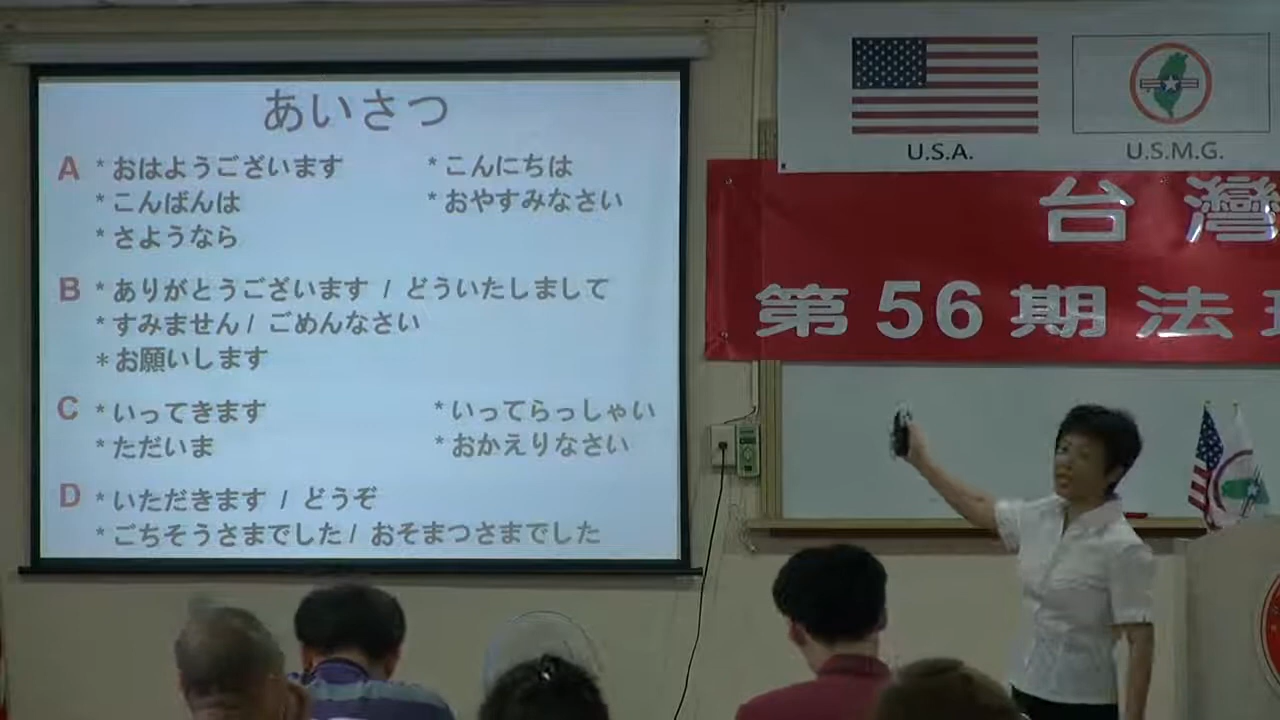 あいさつ
A *おはようございます *こんにちは
*こんばんは *おやすみなさい
*さようなら
B *ありがとうございます / どういたしまして
*すみません / ごめんなさい
*お願いします
C *いってきます *いってらっしゃい
*ただいま *おかえりなさい
D *いただきます / どうぞ
*ごちそうさまでした / おそまつさまでした
U.S.A. U.S.M.G.
台灣
第56期法